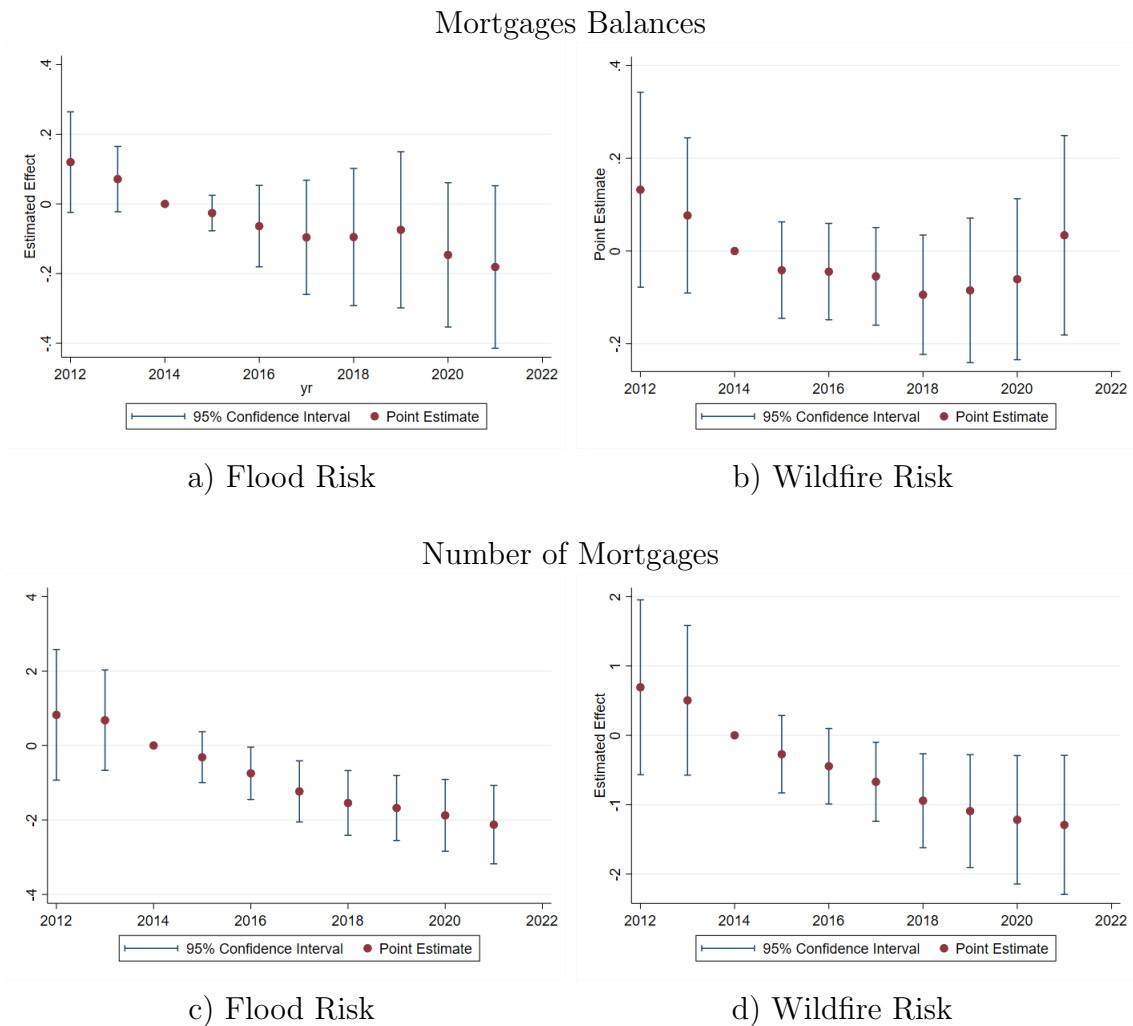 Mortgages Balances
.4
.2
0
-.2
-.4
Estimated Effect
2012 2014 2016 2018 2020 2022
yr
95% Confidence Interval Point Estimate
a) Flood Risk
.4
.2
0
-.2
Point Estimate
2012 2014 2016 2018 2020 2022
95% Confidence Interval Point Estimate
b) Wildfire Risk
Number of Mortgages
4
2
0
-2
-4
2012 2014 2016 2018 2020 2022
95% Confidence Interval Point Estimate
c) Flood Risk
2
1
0
-1
-2
Estimated Effect
2012 2014 2016 2018 2020 2022
95% Confidence Interval Point Estimate
d) Wildfire Risk